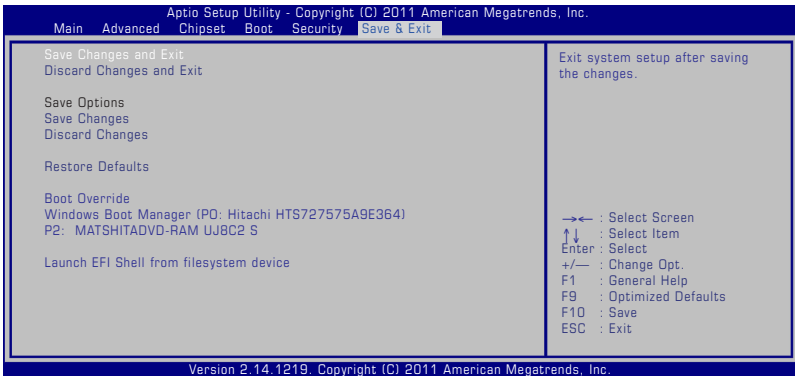 Aptio Setup Utility - Copyright (C) 2011 American Megatrends, Inc.
Main Advanced Chipset Boot Security Save & Exit
Save Changes and Exit
Discard Changes and Exit
Save Options
Save Changes
Discard Changes
Restore Defaults
Boot Override
Windows Boot Manager (P0: Hitachi HTS727575A9E364)
P2: MATSHITADVD-RAM UJ8C2 S
Launch EFI Shell from filesystem device
Exit system setup after saving
the changes.
→← : Select Screen
↑↓ : Select Item
Enter : Select
+/— : Change Opt.
F1 : General Help
F9 : Optimized Defaults
F10 : Save
ESC : Exit
Version 2.14.1219. Copyright (C) 2011 American Megatrends, Inc.